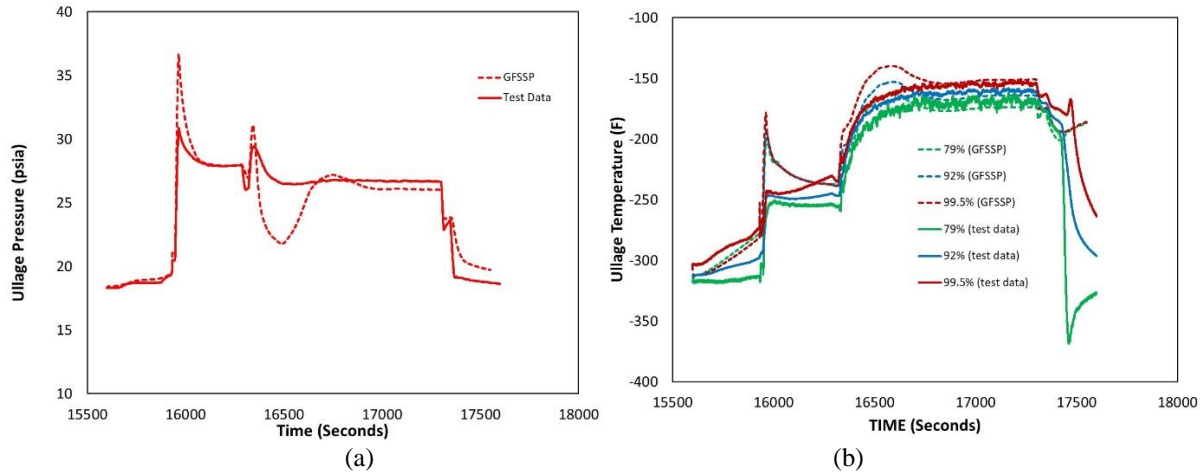 40
35
30
25
20
15
10
Ullage Pressure (psia)
15500 16000 16500 17000 17500 18000
Time (Seconds)
GFSSP
Test Data
(a)
-100
-150
-200
-250
-300
-350
-400
Ullage Temperature (F)
15500 16000 16500 17000 17500 18000
TIME (Seconds)
79% (GFSSP)
92% (GFSSP)
99.5% (GFSSP)
79% (test data)
92% (test data)
99.5% (test data)
(b)